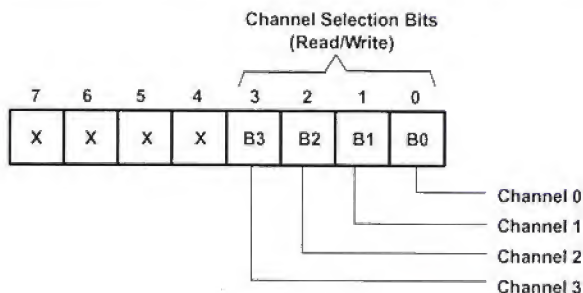 Channel Selection Bits
(Read/Write)
7 6 5 4 3 2 1 0
X X X X B3 B2 B1 B0
Channel 0
Channel 1
Channel 2
Channel 3